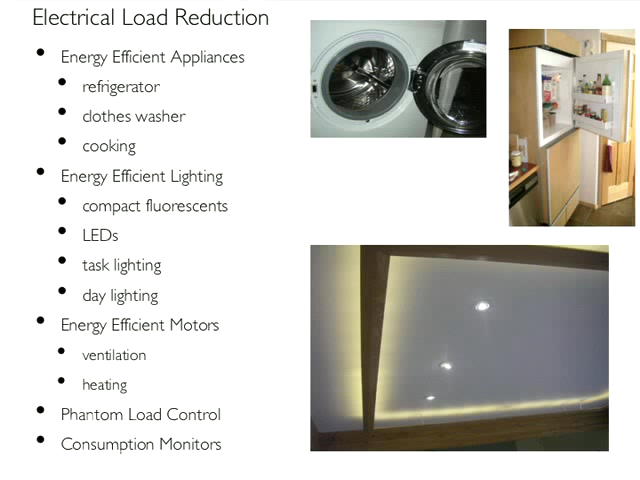 Electrical Load Reduction
• Energy Efficient Appliances
• refrigerator
• clothes washer
• cooking
• Energy Efficient Lighting
• compact fluorescents
• LEDs
• task lighting
• day lighting
• Energy Efficient Motors
• ventilation
• heating
• Phantom Load Control
• Consumption Monitors